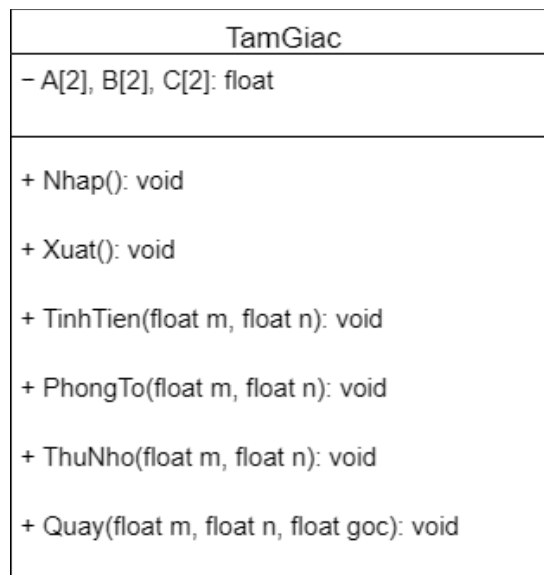 TamGiac
− A[2], B[2], C[2]: float
+ Nhap(): void
+ Xuat(): void
+ TinhTien(float m, float n): void
+ PhongTo(float m, float n): void
+ ThuNho(float m, float n): void
+ Quay(float m, float n, float goc): void